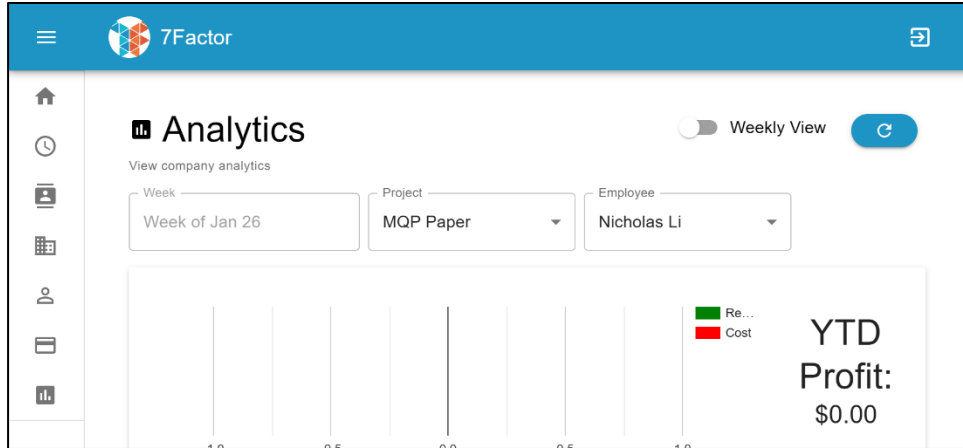 7Factor
Analytics
Weekly View
View company analytics
Week
Week of Jan 26
Project
MQP Paper
Employee
Nicholas Li
Re...
Cost
YTD
Profit:
$0.00